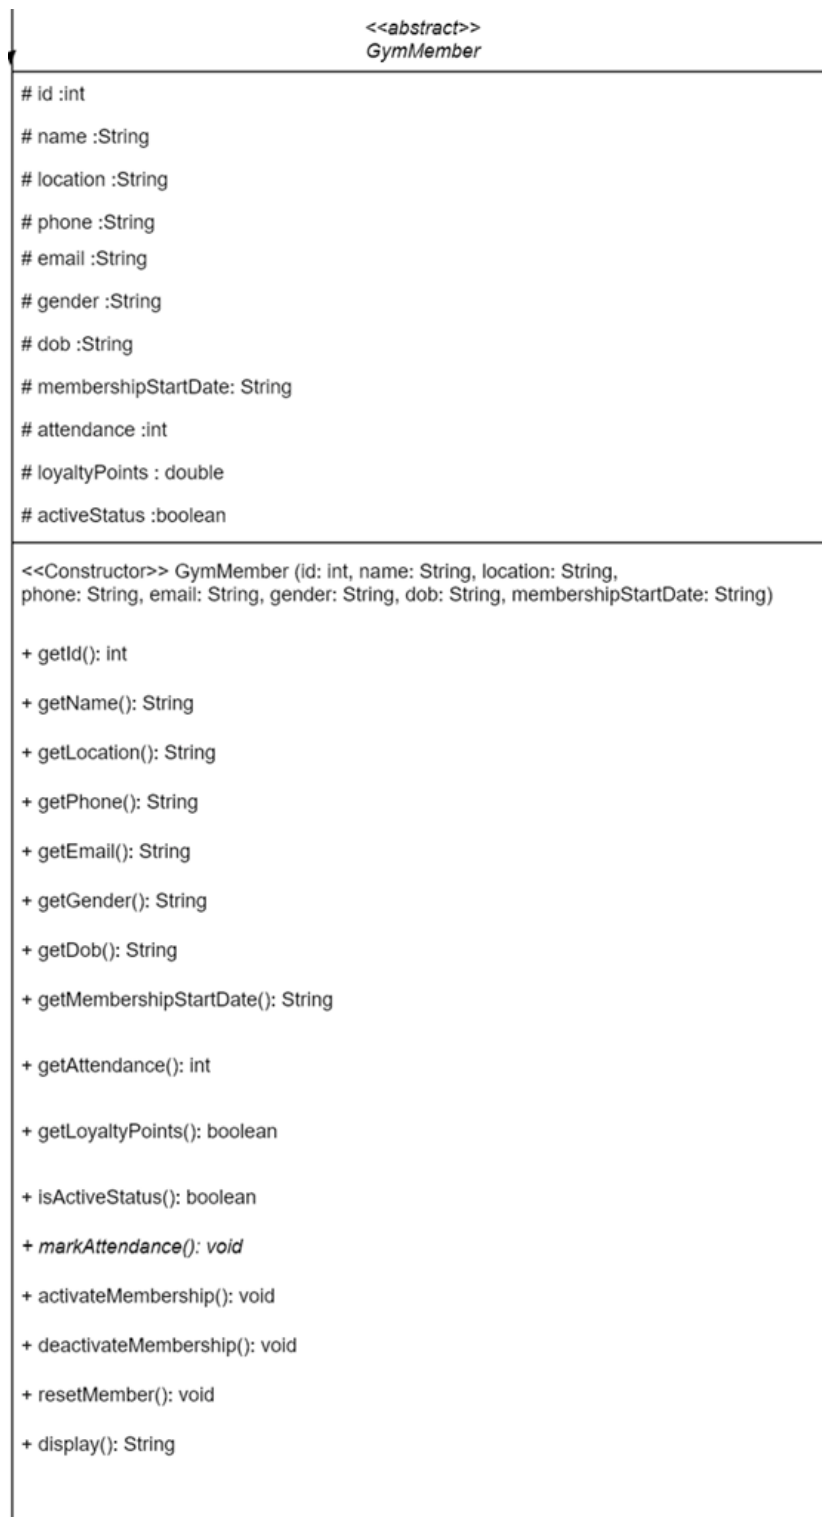 <<abstract>>
GymMember
# id :int
# name :String
# location :String
# phone :String
# email :String
# gender :String
# dob :String
# membershipStartDate: String
# attendance :int
# loyaltyPoints : double
# activeStatus :boolean
<<Constructor>> GymMember (id: int, name: String, location: String,
phone: String, email: String, gender: String, dob: String, membershipStartDate: String)
+ getId(): int
+ getName(): String
+ getLocation(): String
+ getPhone(): String
+ getEmail(): String
+ getGender(): String
+ getDob(): String
+ getMembershipStartDate(): String
+ getAttendance(): int
+ getLoyaltyPoints(): boolean
+ isActiveStatus(): boolean
+ markAttendance(): void
+ activateMembership(): void
+ deactivateMembership(): void
+ resetMember(): void
+ display(): String